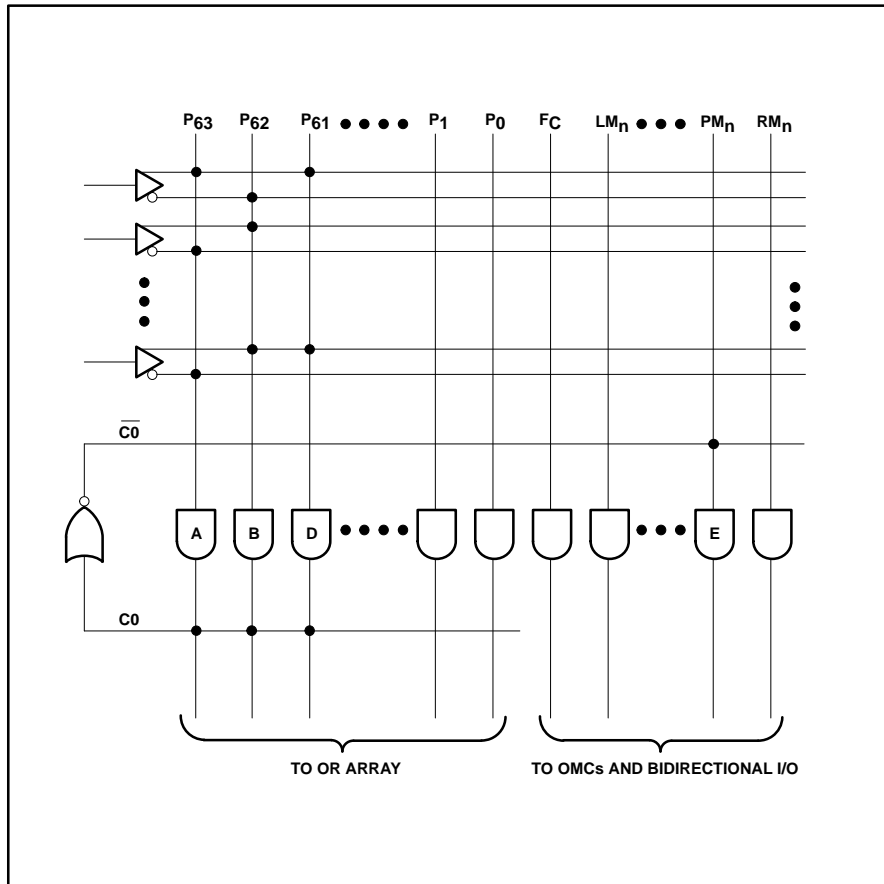 P63 P62 P61 P1 P0 FC LMn PMn RMn
C0
A B D E
C0
TO OR ARRAY TO OMCs AND BIDIRECTIONAL I/O